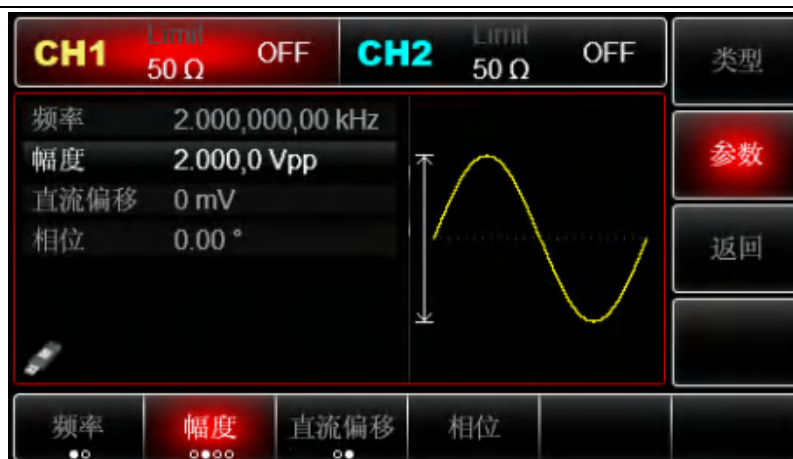 CH1 Limit 50 Ω OFF CH2 Limit 50 Ω OFF
类型
频率 2.000,000,00 kHz
幅度 2.000,0 Vpp
直流偏移 0 mV
相位 0.00 °
参数
返回
频率 幅度 直流偏移 相位